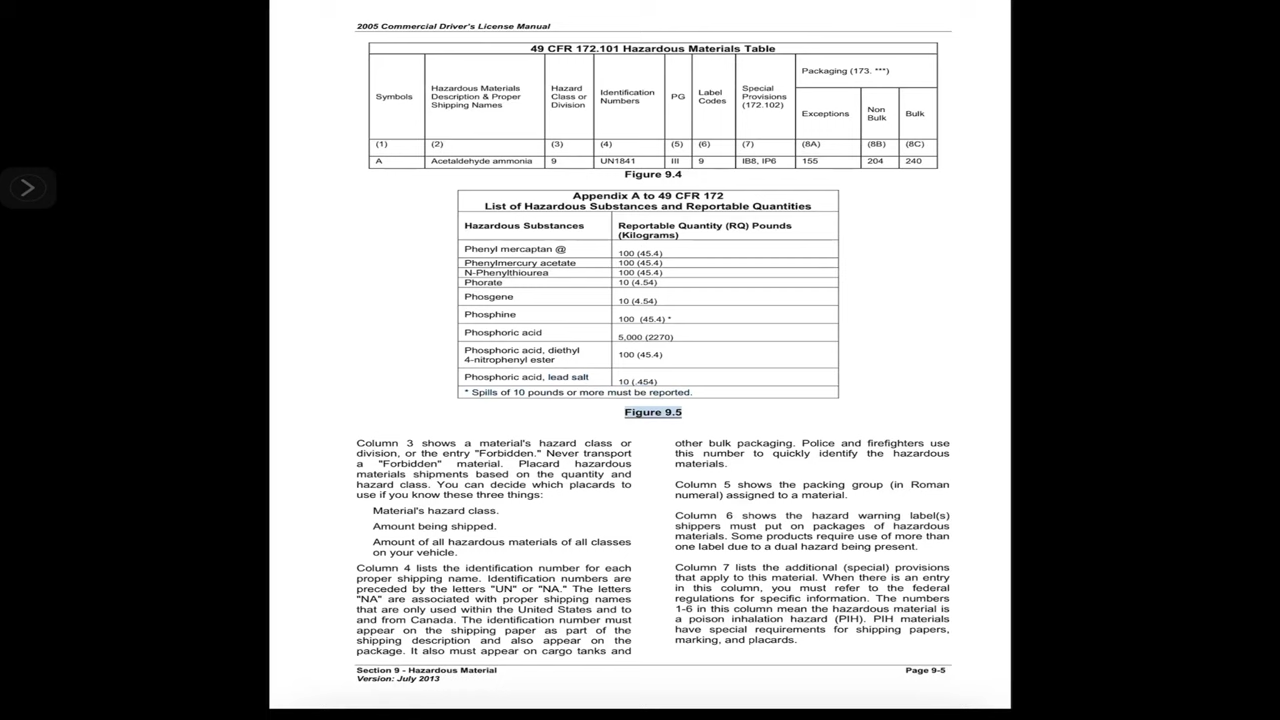 2005 Commercial Driver's License Manual
49 CFR 172.101 Hazardous Materials Table
Symbols
Hazardous Materials
Description & Proper
Shipping Names
Hazard
Class or
Division
Identification
Numbers
PG
Label
Codes
Special
Provisions
(172.102)
Packaging (173. ***)
Exceptions
Non
Bulk
Bulk
(1) (2) (3) (4) (5) (6) (7) (8A) (8B) (8C)
A Acetaldehyde ammonia 9 UN1841 III 9 IB8, IP6 155 204 240
Figure 9.4
Appendix A to 49 CFR 172
List of Hazardous Substances and Reportable Quantities
Hazardous Substances
Reportable Quantity (RQ) Pounds
(Kilograms)
Phenyl mercaptan @ 100 (45.4)
Phenylmercury acetate 100 (45.4)
N-Phenylthiourea 100 (45.4)
Phorate 10 (4.54)
Phosgene 10 (4.54)
Phosphine 100 (45.4) *
Phosphoric acid 5,000 (2270)
Phosphoric acid, diethyl
4-nitrophenyl ester
100 (45.4)
Phosphoric acid, lead salt 10 (.454)
* Spills of 10 pounds or more must be reported.
Figure 9.5
Column 3 shows a material's hazard class or
division, or the entry "Forbidden." Never transport
a "Forbidden" material. Placard hazardous
materials shipments based on the quantity and
hazard class. You can decide which placards to
use if you know these three things:
Material's hazard class.
Amount being shipped.
Amount of all hazardous materials of all classes
on your vehicle.
Column 4 lists the identification number for each
proper shipping name. Identification numbers are
preceded by the letters "UN" or "NA." The letters
"NA" are associated with proper shipping names
that are only used within the United States and to
and from Canada. The identification number must
appear on the shipping paper as part of the
shipping description and also appear on the
package. It also must appear on cargo tanks and
other bulk packaging. Police and firefighters use
this number to quickly identify the hazardous
materials.
Column 5 shows the packing group (in Roman
numeral) assigned to a material.
Column 6 shows the hazard warning label(s)
shippers must put on packages of hazardous
materials. Some products require use of more than
one label due to a dual hazard being present.
Column 7 lists the additional (special) provisions
that apply to this material. When there is an entry
in this column, you must refer to the federal
regulations for specific information. The numbers
1-6 in this column mean the hazardous material is
a poison inhalation hazard (PIH). PIH materials
have special requirements for shipping papers,
marking, and placards.
Section 9 - Hazardous Material
Page 9-5
Version: July 2013